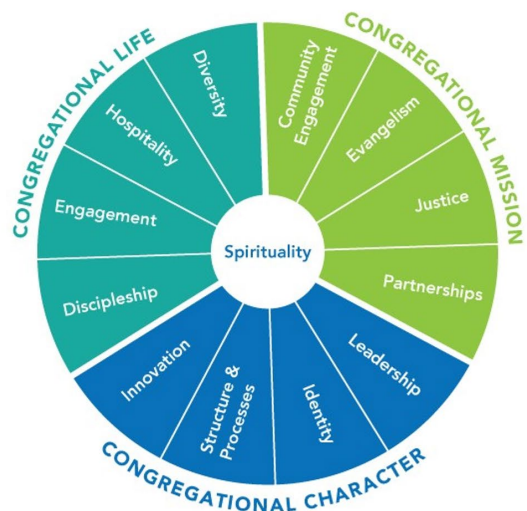 CONGREGATIONAL LIFE
Diversity
Hospitality
Engagement
Discipleship
CONGREGATIONAL MISSION
Community
Engagement
Evangelism
Justice
Partnerships
Spirituality
Innovation
Structure &
Processes
Identity
Leadership
CONGREGATIONAL CHARACTER